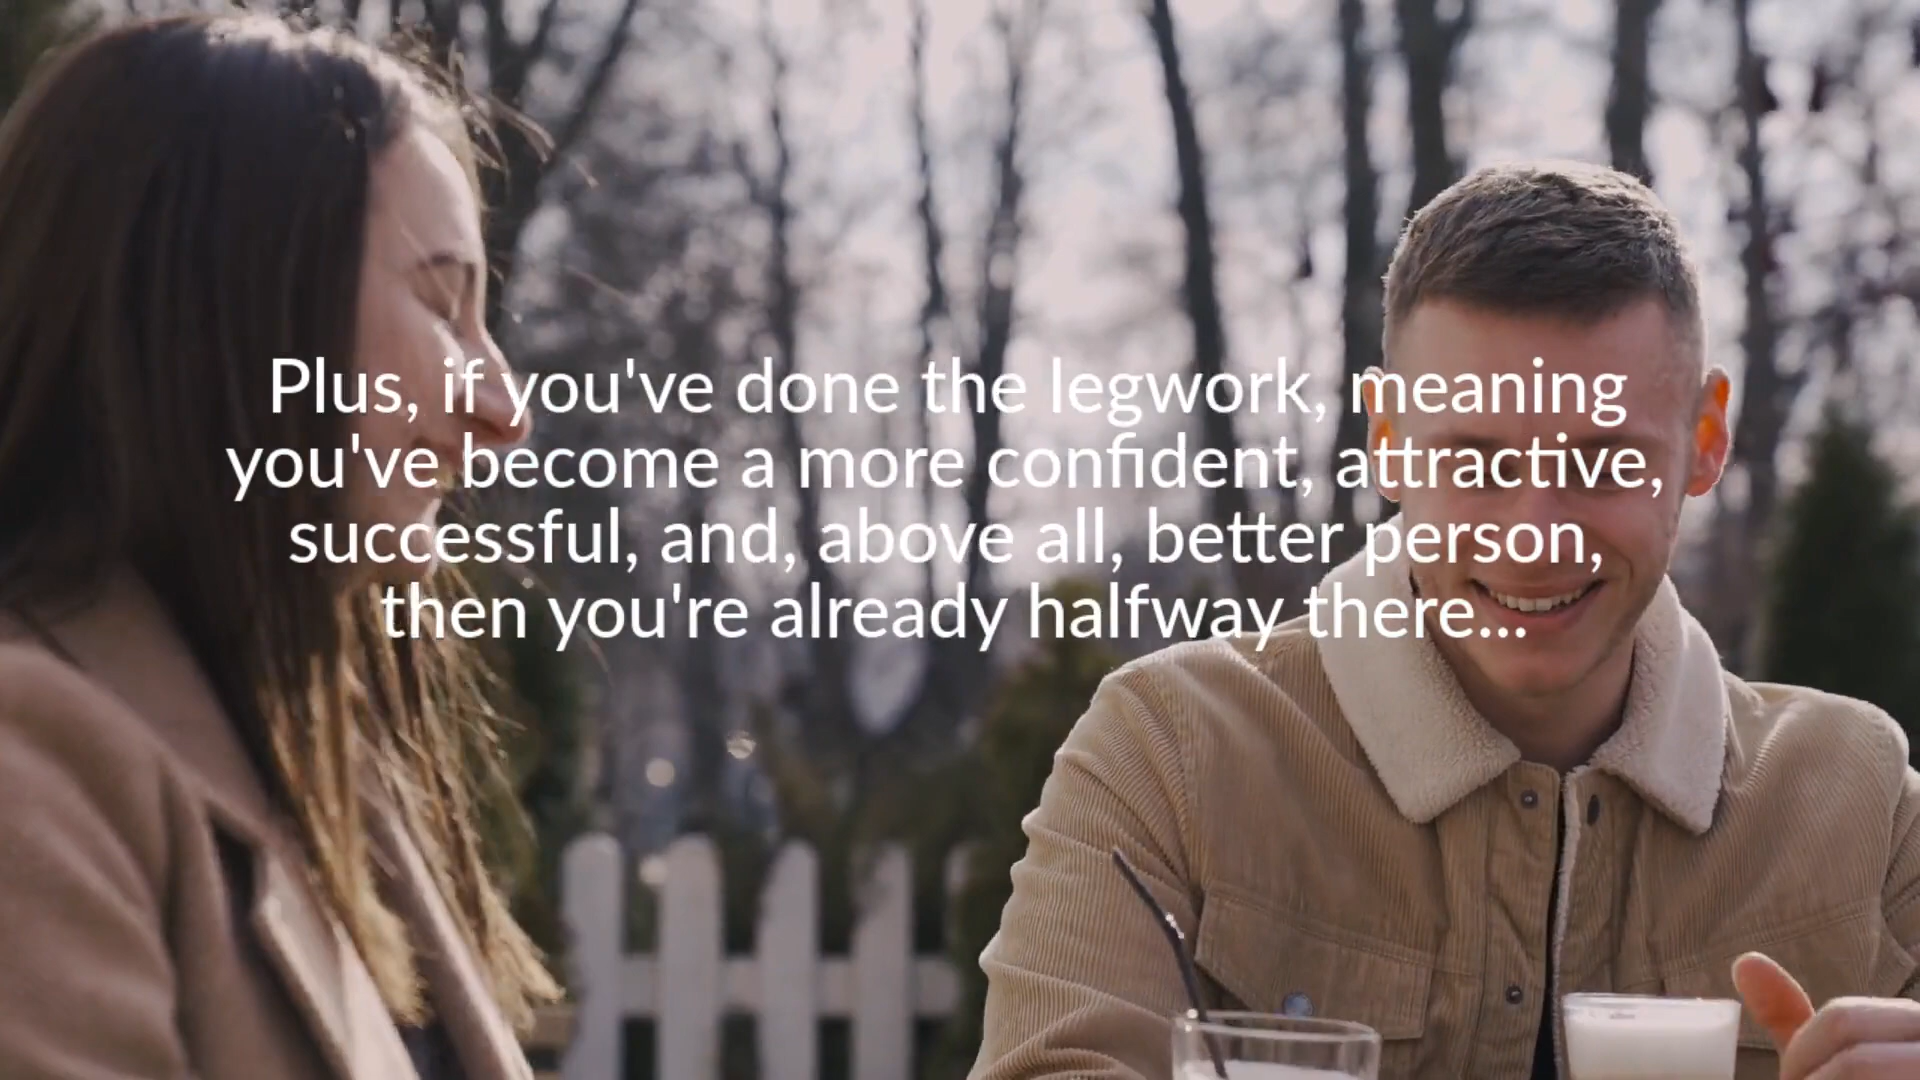 Plus, if you've done the legwork, meaning
you've become a more confident, attractive,
successful, and, above all, better person,
then you're already halfway there...